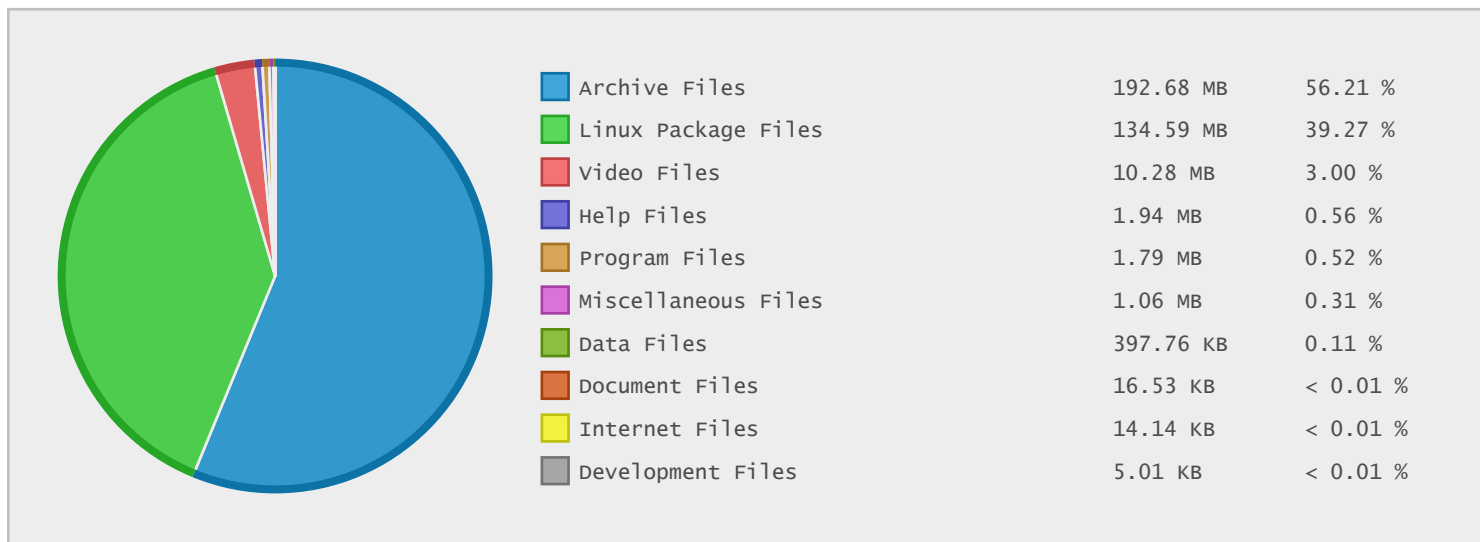 Archive Files 192.68 MB 56.21 %
Linux Package Files 134.59 MB 39.27 %
Video Files 10.28 MB 3.00 %
Help Files 1.94 MB 0.56 %
Program Files 1.79 MB 0.52 %
Miscellaneous Files 1.06 MB 0.31 %
Data Files 397.76 KB 0.11 %
Document Files 16.53 KB < 0.01 %
Internet Files 14.14 KB < 0.01 %
Development Files 5.01 KB < 0.01 %